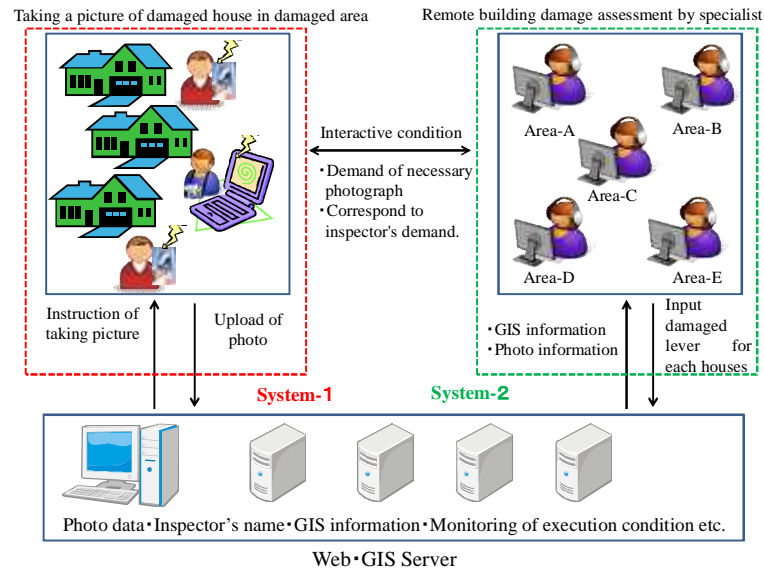 Taking a picture of damaged house in damaged area
Remote building damage assessment by specialist
Area-A
Area-B
Area-C
Area-D
Area-E
Interactive condition
・Demand of necessary
photograph
・Correspond to
inspector's demand.
Instruction of
taking picture
Upload of
photo
・GIS information
・Photo information
Input
damaged
lever for
each houses
System-1
System-2
Photo data・Inspector's name・GIS information・Monitoring of execution condition etc.
Web・GIS Server